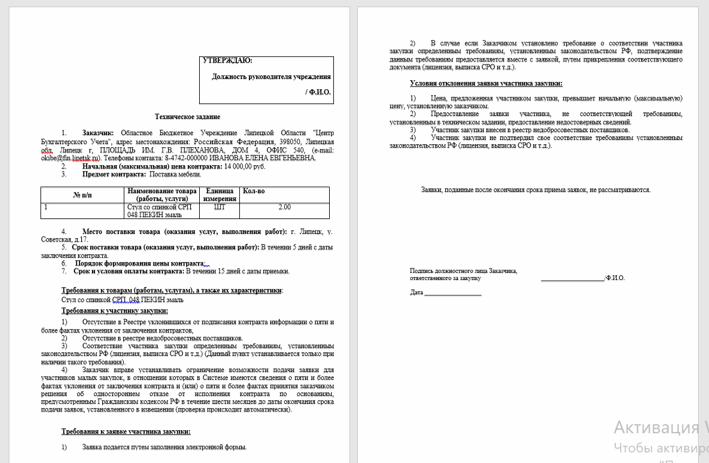 УТВЕРЖДАЮ:
Должность руководителя учреждения
/ Ф.И.О.
Техническое задание
1. Заказчик: Областное Бюджетное Учреждение Липецкой Области "Центр
Бухгалтерского Учета", адрес местонахождения: Российская Федерация, 398050, Липецкая
обл, Липецк г, ПЛОЩАДЬ ИМ. Г.В. ПЛЕХАНОВА, ДОМ 4, ОФИС 540, (e-mail:
okobe@fin.lipetsk.ru). Телефоны контакта: 8-4742-000000 ИВАНОВА ЕЛЕНА ЕВГЕНЬЕВНА.
2. Начальная (максимальная) цена контракта: 14 000,00 руб.
3. Предмет контракта: Поставка мебели.
№ п/п Наименование товара (работы, услуги) Единица измерения Кол-во
1 Стул со спинкой СРП 048 ПЕКИН эмаль ШТ 2.00
4. Место поставки товара (оказания услуг, выполнения работ): г. Липецк, у.
Советская, д.17.
5. Срок поставки товара (оказания услуг, выполнения работ): В течении 5 дней с даты
заключения контракта.
6. Порядок формирования цены контракта:
7. Срок и условия оплаты контракта: В течении 15 дней с даты приемки.
Требования к товарам (работам, услугам), а также их характеристики:
Стул со спинкой СРП 048 ПЕКИН эмаль
Требования к участнику закупки:
1) Отсутствие в Реестре уклонившихся от подписания контракта информации о пяти и
более фактах уклонения от заключения контрактов,
2) Отсутствие в реестре недобросовестных поставщиков.
3) Соответствие участника закупки определенным требованиям, установленным
законодательством РФ (лицензия, выписка СРО и т.д.) (Данный пункт устанавливается только при
наличии такого требования).
4) Заказчик вправе устанавливать ограничение возможности подачи заявки для
участников малых закупок, в отношении которых в Системе имеются сведения о пяти и более
фактах уклонения от заключения контракта и (или) о пяти и более фактах принятия заказчиком
решения об одностороннем отказе от исполнения контракта по основаниям,
предусмотренным Гражданским кодексом РФ в течение шести месяцев до даты окончания срока
подачи заявок, установленного в извещении (проверка происходит автоматически).
Требования к заявке участника закупки:
1) Заявка подается путем заполнения электронной формы.
2) В случае если Заказчиком установлено требование о соответствии участника
закупки определенным требованиям, установленным законодательством РФ, подтверждение
данным требованиям предоставляется вместе с заявкой, путем прикрепления соответствующего
документа (лицензия, выписка СРО и т.д.).
Условия отклонения заявки участника закупки:
1) Цена, предложенная участником закупки, превышает начальную (максимальную)
цену, установленную заказчиком.
2) Предоставление заявки участника, не соответствующей требованиям,
установленным в техническом задании, предоставление недостоверных сведений.
3) Участник закупки внесен в реестр недобросовестных поставщиков.
4) Участник закупки не подтвердил свое соответствие требованиям установленным
законодательством РФ (лицензия, выписка СРО и т.д.).
Заявки, поданные после окончания срока приема заявок, не рассматриваются.
Подпись должностного лица Заказчика,
ответственного за закупку ____________________/Ф.И.О.
Дата ________________
Активация
Чтобы активиро